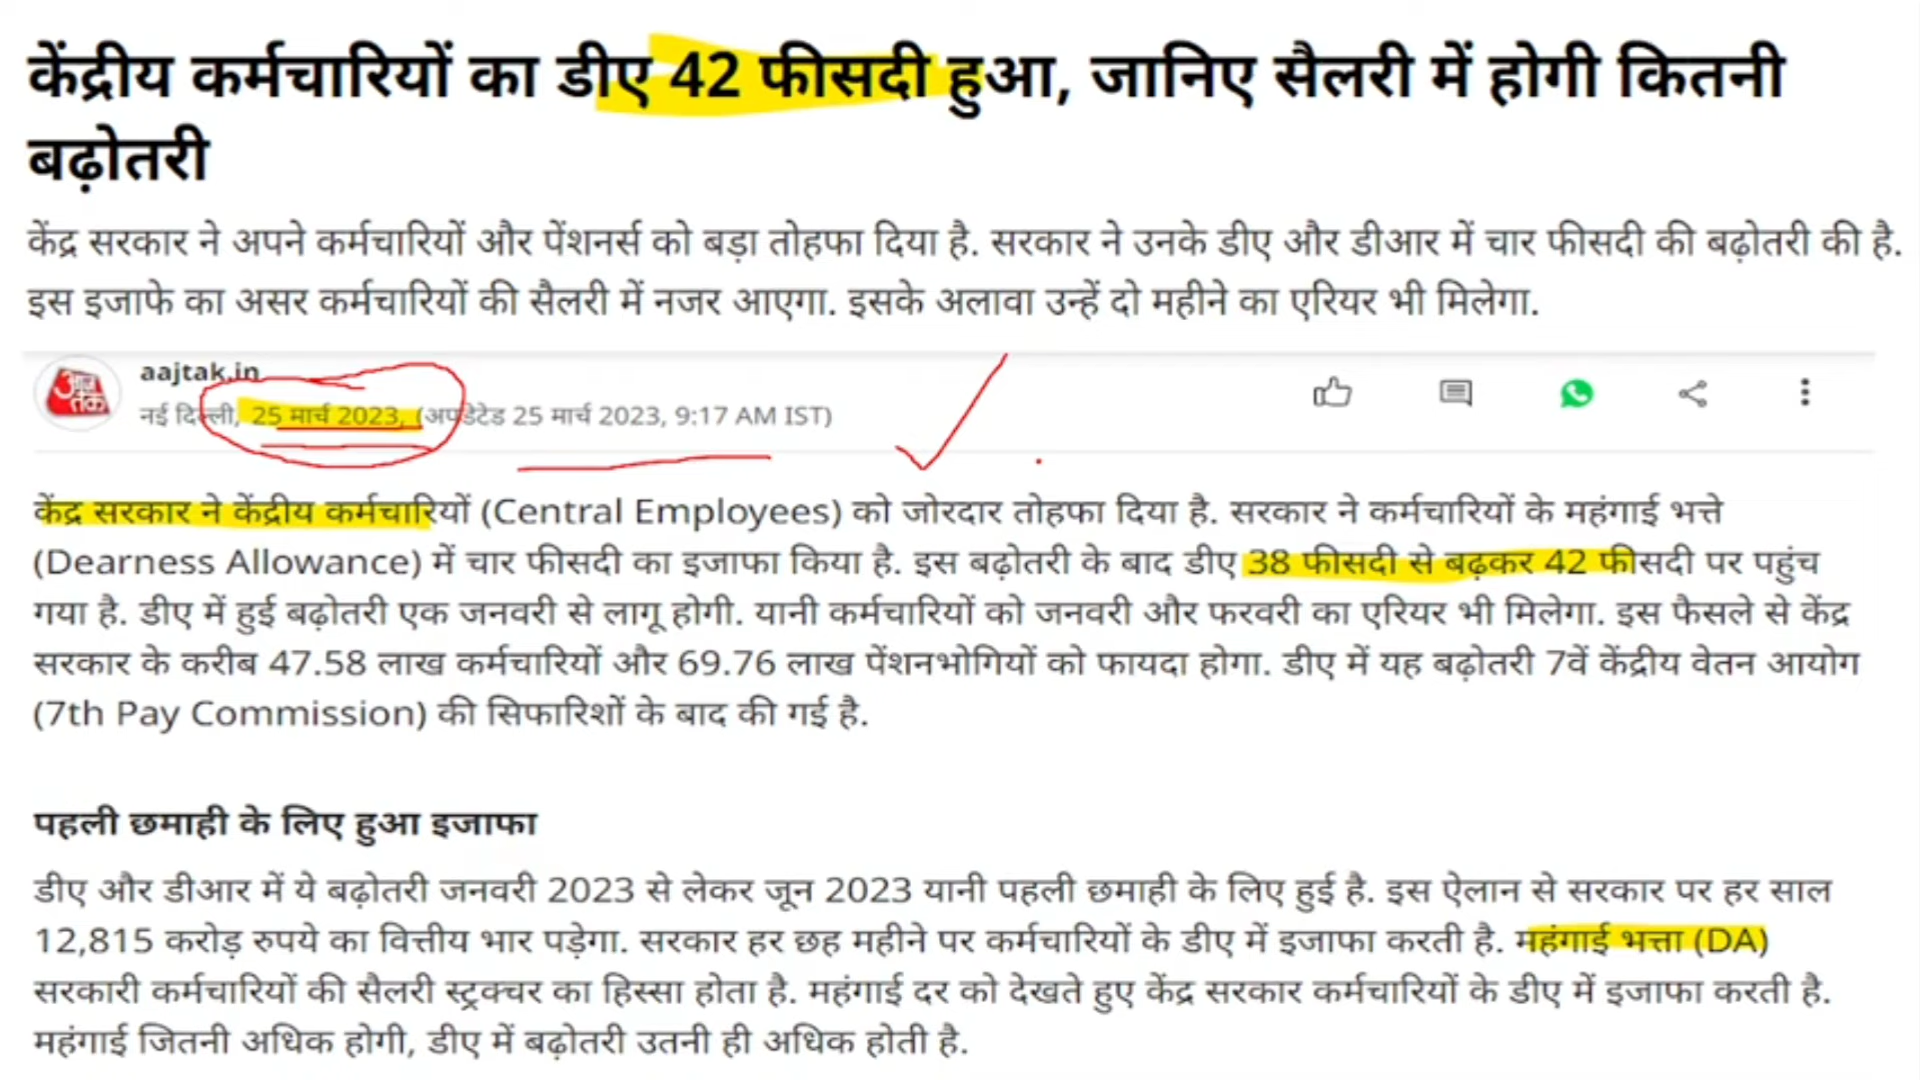 केंद्रीय कर्मचारियों का डीए 42 फीसदी हुआ, जानिए सैलरी में होगी कितनी
बढ़ोतरी
केंद्र सरकार ने अपने कर्मचारियों और पेंशनर्स को बड़ा तोहफा दिया है. सरकार ने उनके डीए और डीआर में चार फीसदी की बढ़ोतरी की है.
इस इजाफे का असर कर्मचारियों की सैलरी में नजर आएगा. इसके अलावा उन्हें दो महीने का एरियर भी मिलेगा.
आज तक
aajtak.in
नई दिल्ली, 25 मार्च 2023, (अपडेटेड 25 मार्च 2023, 9:17 AM IST)
केंद्र सरकार ने केंद्रीय कर्मचारियों (Central Employees) को जोरदार तोहफा दिया है. सरकार ने कर्मचारियों के महंगाई भत्ते
(Dearness Allowance) में चार फीसदी का इजाफा किया है. इस बढ़ोतरी के बाद डीए 38 फीसदी से बढ़कर 42 फीसदी पर पहुंच
गया है. डीए में हुई बढ़ोतरी एक जनवरी से लागू होगी. यानी कर्मचारियों को जनवरी और फरवरी का एरियर भी मिलेगा. इस फैसले से केंद्र
सरकार के करीब 47.58 लाख कर्मचारियों और 69.76 लाख पेंशनभोगियों को फायदा होगा. डीए में यह बढ़ोतरी 7वें केंद्रीय वेतन आयोग
(7th Pay Commission) की सिफारिशों के बाद की गई है.
पहली छमाही के लिए हुआ इजाफा
डीए और डीआर में ये बढ़ोतरी जनवरी 2023 से लेकर जून 2023 यानी पहली छमाही के लिए हुई है. इस ऐलान से सरकार पर हर साल
12,815 करोड़ रुपये का वित्तीय भार पड़ेगा. सरकार हर छह महीने पर कर्मचारियों के डीए में इजाफा करती है. महंगाई भत्ता (DA)
सरकारी कर्मचारियों की सैलरी स्ट्रक्चर का हिस्सा होता है. महंगाई दर को देखते हुए केंद्र सरकार कर्मचारियों के डीए में इजाफा करती है.
महंगाई जितनी अधिक होगी, डीए में बढ़ोतरी उतनी ही अधिक होती है.